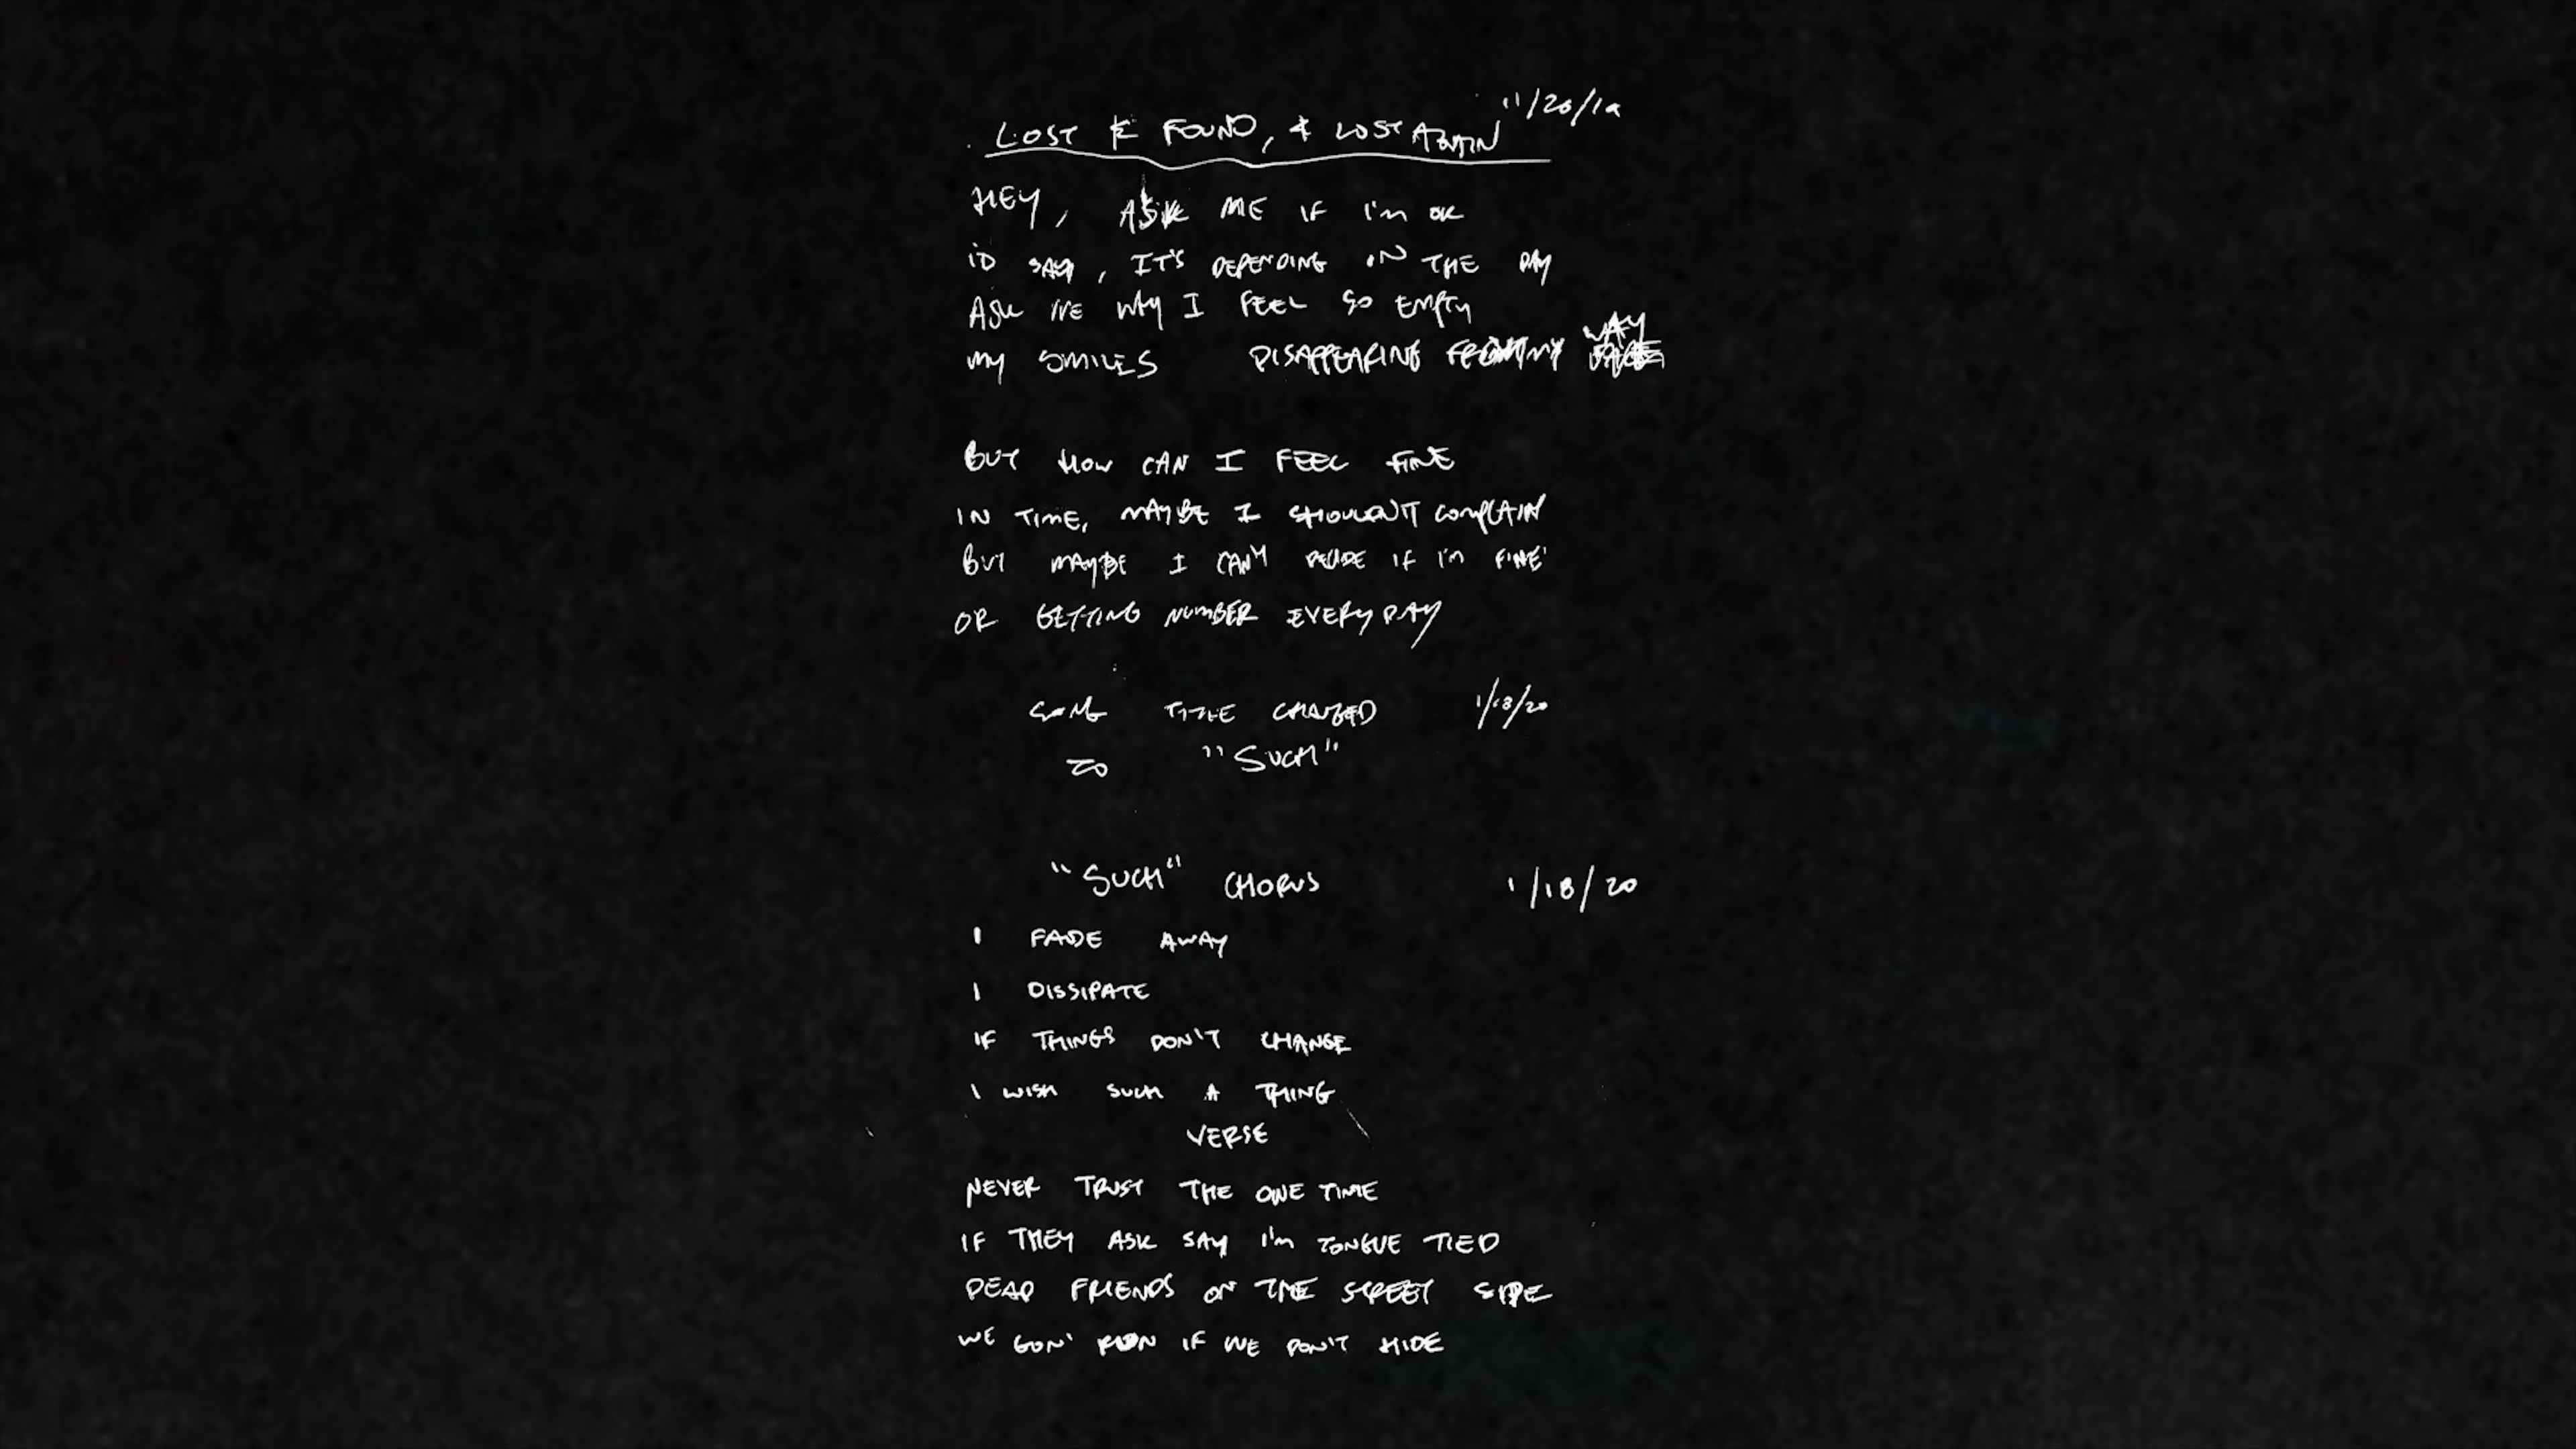 LOST & FOUND, & LOST AGAIN 11/20/19
HEY, ASK ME IF I'm OK
I'D SAY, IT'S DEPENDING ON THE DAY
ASK ME WHY I FEEL SO EMPTY
MY SMILES DISAPPEARING WAY
BUT HOW CAN I FEEL FINE
IN TIME, MAYBE I SHOULDN'T COMPLAIN
BUT MAYBE I CAN'T DECIDE IF I'm FINE
OR GETTING NUMBER EVERYDAY
SONG TITLE CHANGED 1/18/20
TO "SUCH"
"SUCH" CHORUS 1/18/20
I FADE AWAY
I DISSIPATE
IF THINGS DON'T CHANGE
I WISH SUCH A THING
VERSE
NEVER TRUST THE ONE TIME
IF THEY ASK SAY I'm TONGUE TIED
DEAD FRIENDS ON THE STREET SIDE
WE GON' RUN IF WE DON'T HIDE